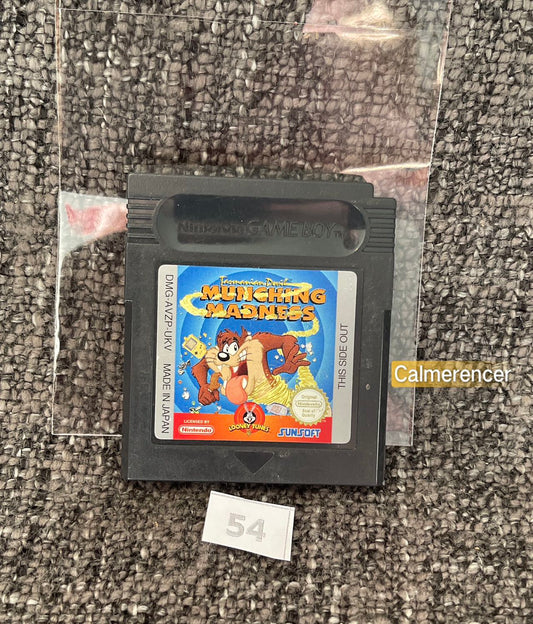 Nintendo GAME BOY TM
DMG-AVZP-UKV MADE IN JAPAN
Tasmanian Devil
MUNCHING
MADNESS
THIS SIDE OUT
Calmerencer
Original
Nintendo
Seal of
Quality
LICENSED BY
Nintendo
LOONEY TUNES
SUNSOFT
54